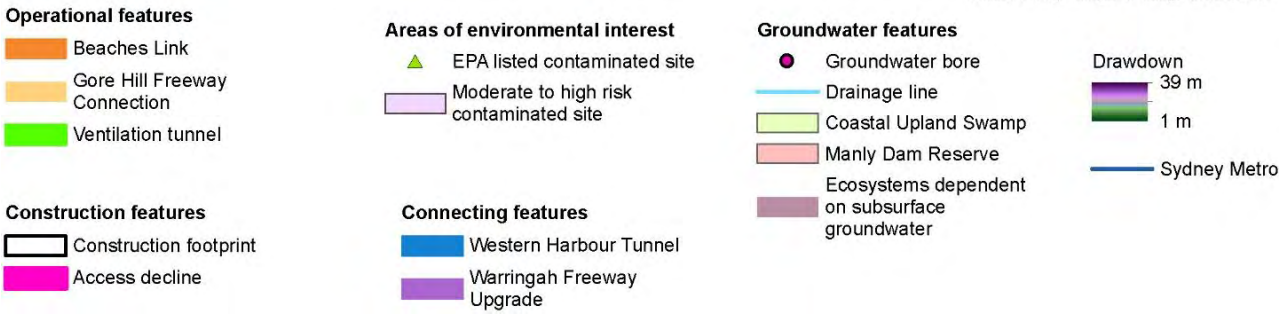 Operational features
Beaches Link
Gore Hill Freeway
Connection
Ventilation tunnel
Areas of environmental interest
EPA listed contaminated site
Moderate to high risk
contaminated site
Groundwater features
Groundwater bore
Drainage line
Coastal Upland Swamp
Manly Dam Reserve
Ecosystems dependent
on subsurface
groundwater
Drawdown
39 m
1 m
Sydney Metro
Construction features
Construction footprint
Access decline
Connecting features
Western Harbour Tunnel
Warringah Freeway
Upgrade